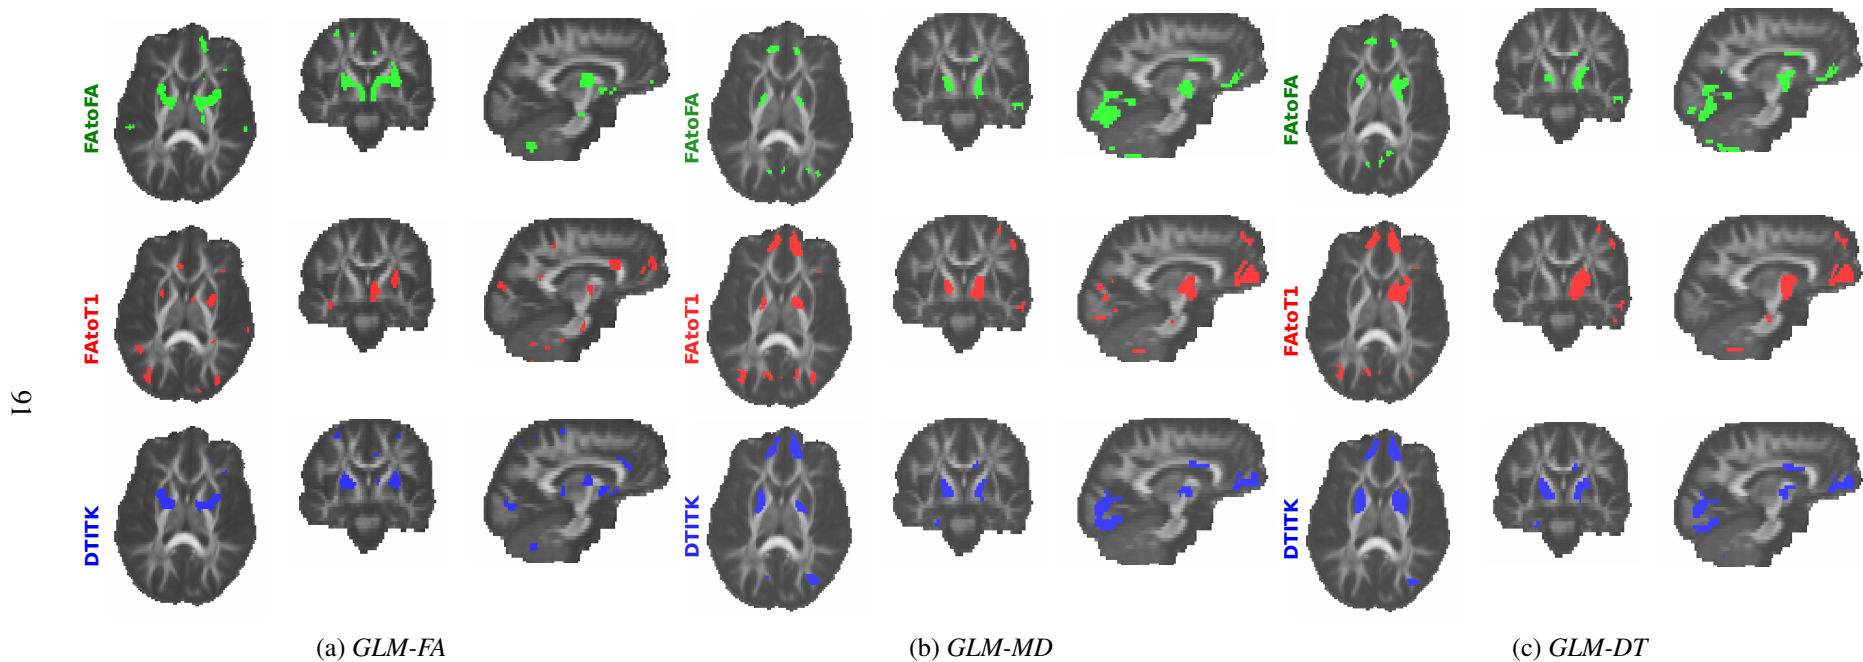 FAtoFA
FAtoFA
FAtoFA
FAtoT1
FAtoT1
FAtoT1
91
DTITK
DTITK
DTITK
(a) GLM-FA
(b) GLM-MD
(c) GLM-DT